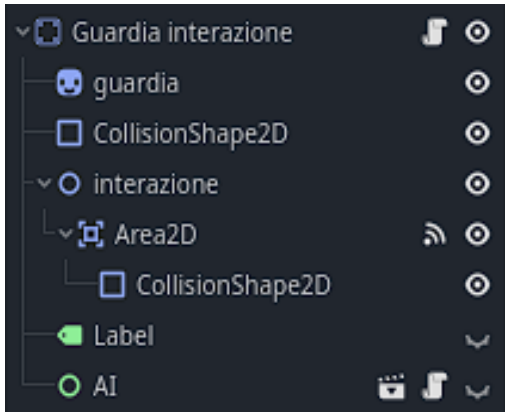 Guardia interazione
guardia
CollisionShape2D
interazione
Area2D
CollisionShape2D
Label
AI